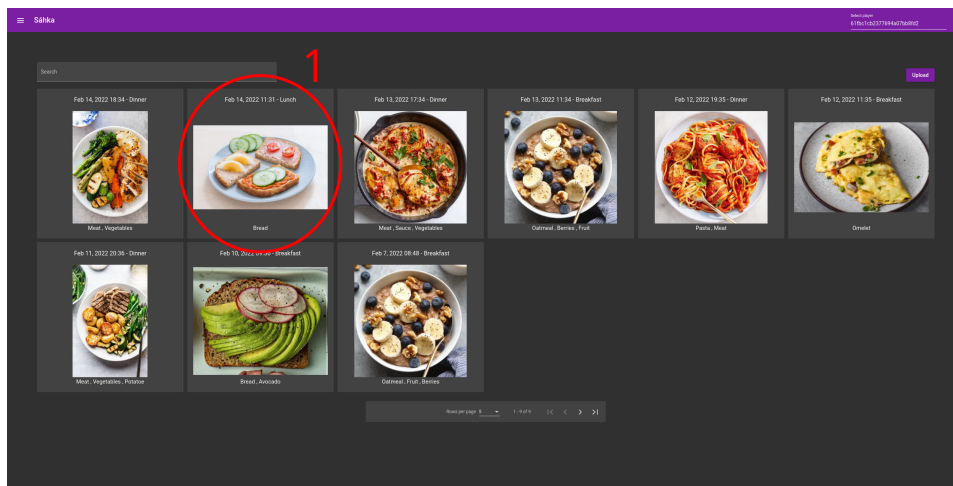 Sáhka
Select player
61fbc1cb2377694a07bb8fd2
1
Search
Upload
Feb 14, 2022 18:34 - Dinner
Meat , Vegetables
Feb 14, 2022 11:31 - Lunch
Bread
Feb 13, 2022 17:34 - Dinner
Meat , Sauce , Vegetables
Feb 13, 2022 11:34 - Breakfast
Oatmeal , Berries , Fruit
Feb 12, 2022 19:35 - Dinner
Pasta , Meat
Feb 12, 2022 11:35 - Breakfast
Omelet
Feb 11, 2022 20:36 - Dinner
Meat , Vegetables , Potatoe
Feb 10, 2022 - Breakfast
Bread , Avocado
Feb 7, 2022 08:48 - Breakfast
Oatmeal , Fruit , Berries
Rows per page 5
1 - 9 of 9